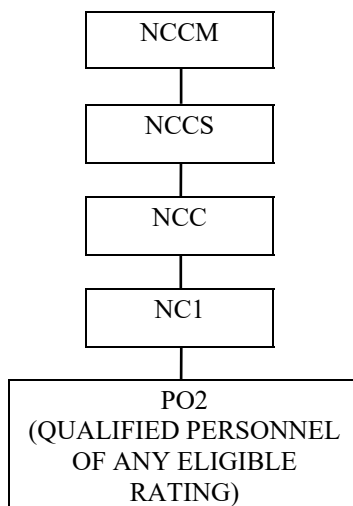 NCCM
NCCS
NCC
NC1
PO2
(QUALIFIED PERSONNEL
OF ANY ELIGIBLE
RATING)